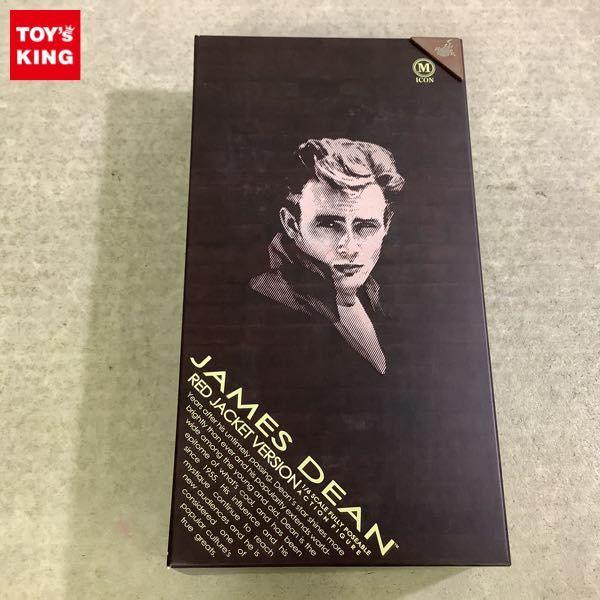 TOY's
KING
M
ICON
JAMES DEAN™
RED JACKET VERSION
1/6 SCALE FULLY POSEABLE
ACTION FIGURE
Years after his untimely passing, Dean's star shines more
brightly than ever and his popularity extends world-
wide among the young and old. Dean is the
epitome of what's cool and has been
since 1955. His influence and his
mystique continue to reach
new audiences and he is
considered one of
popular culture's
true greats.